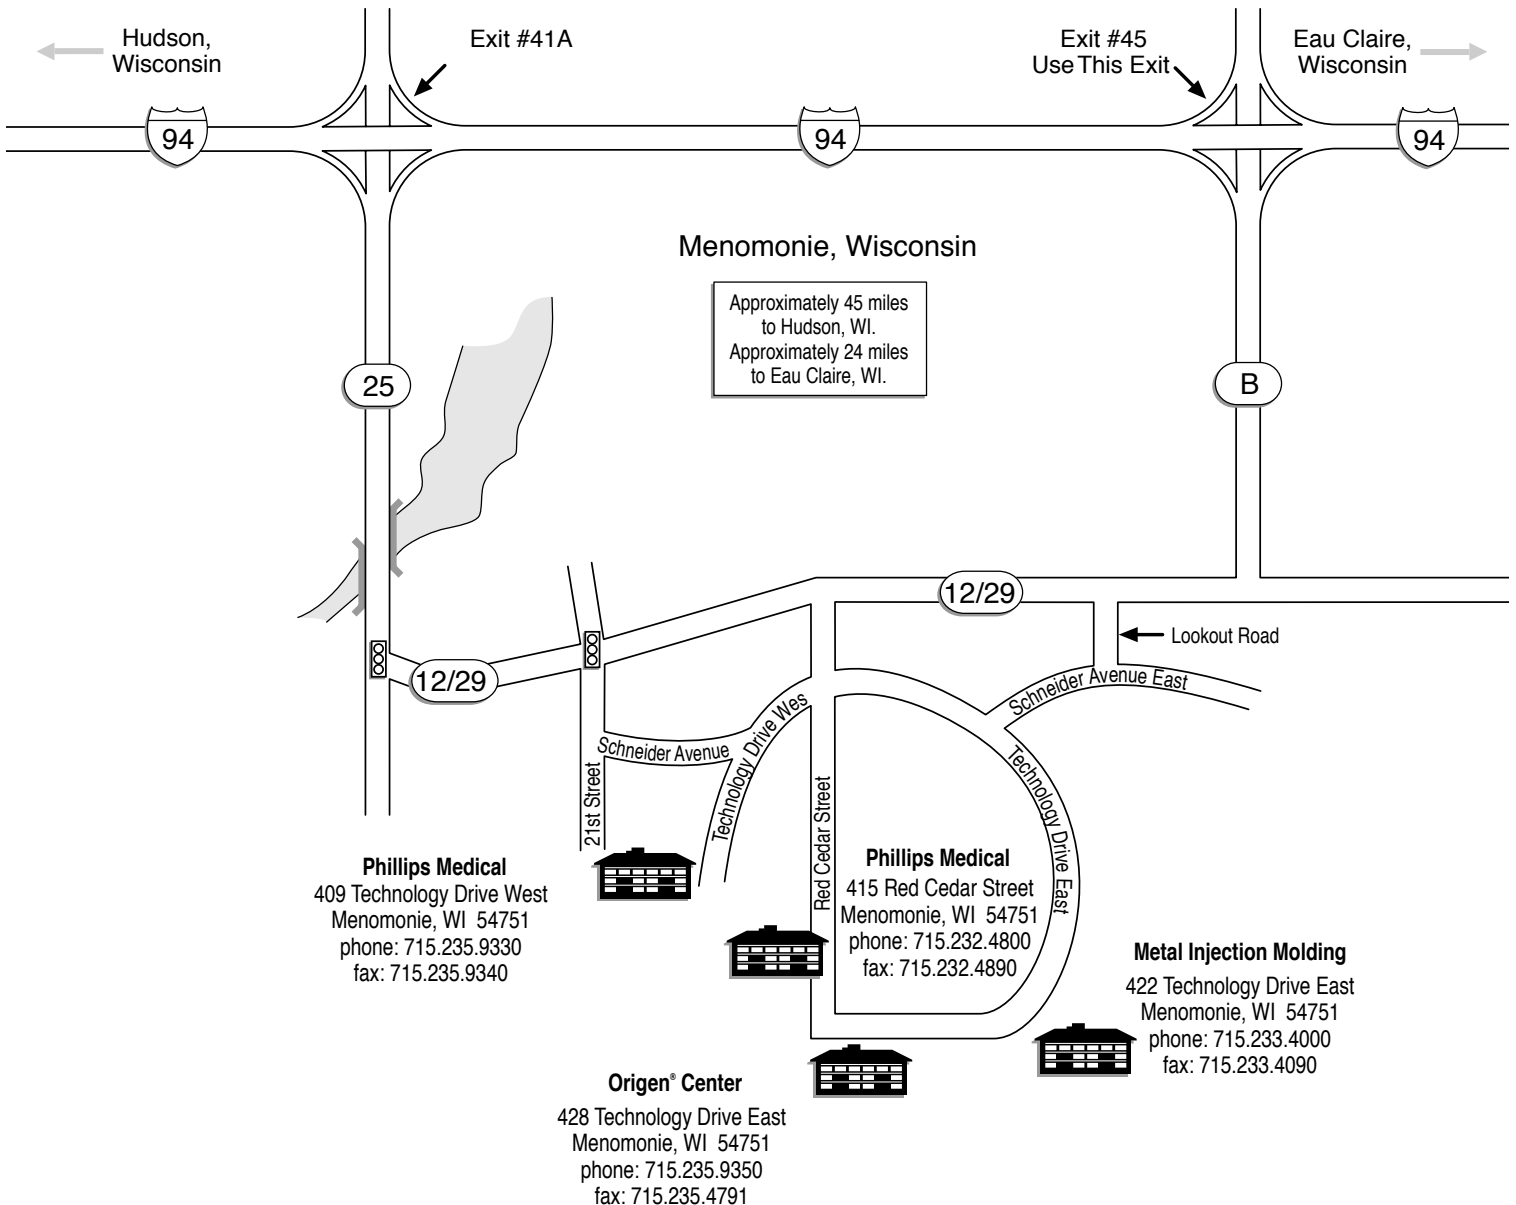 Hudson,
Wisconsin
Exit #41A
Exit #45
Use This Exit
Eau Claire,
Wisconsin
94
94
94
Menomonie, Wisconsin
Approximately 45 miles
to Hudson, WI.
Approximately 24 miles
to Eau Claire, WI.
25
B
12/29
Lookout Road
12/29
Schneider Avenue East
Schneider Avenue
Technology Drive Wes
21st Street
Red Cedar Street
Technology Drive East
Phillips Medical
409 Technology Drive West
Menomonie, WI 54751
phone: 715.235.9330
fax: 715.235.9340
Phillips Medical
415 Red Cedar Street
Menomonie, WI 54751
phone: 715.232.4800
fax: 715.232.4890
Metal Injection Molding
422 Technology Drive East
Menomonie, WI 54751
phone: 715.233.4000
fax: 715.233.4090
Origen® Center
428 Technology Drive East
Menomonie, WI 54751
phone: 715.235.9350
fax: 715.235.4791